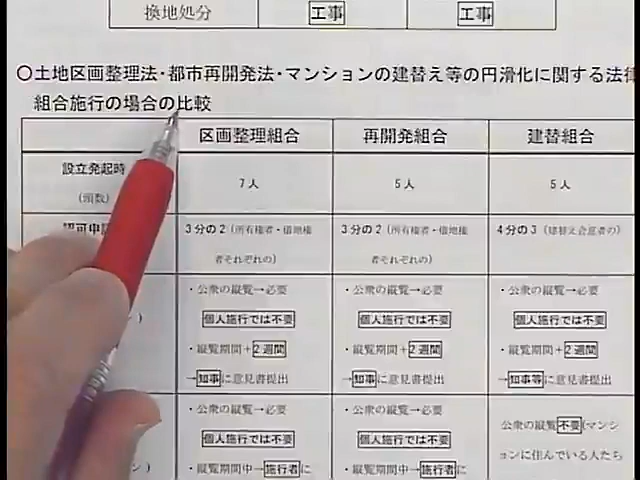 換地処分 工事 工事
〇土地区画整理法・都市再開発法・マンションの建替え等の円滑化に関する法律
組合施行の場合の比較
区画整理組合 再開発組合 建替組合
設立発起時 7人 5人 5人
(頭数)
認可申請 3分の2(所有権者・借地権 3分の2(所有権者・借地権 4分の3(建替え合意者の)
者それぞれの) 者それぞれの)
・公衆の縦覧→必要 ・公衆の縦覧→必要 ・公衆の縦覧→必要
個人施行では不要 個人施行では不要 個人施行では不要
・縦覧期間+2週間 ・縦覧期間+2週間 ・縦覧期間+2週間
→知事に意見書提出 →知事に意見書提出 →知事等に意見書提出
公衆の縦覧→必要 公衆の縦覧→必要 公衆の縦覧不要(マンシ
個人施行では不要 個人施行では不要 ョンに住んでいる人たち
・縦覧期間中→施行者に ・縦覧期間中→施行者に